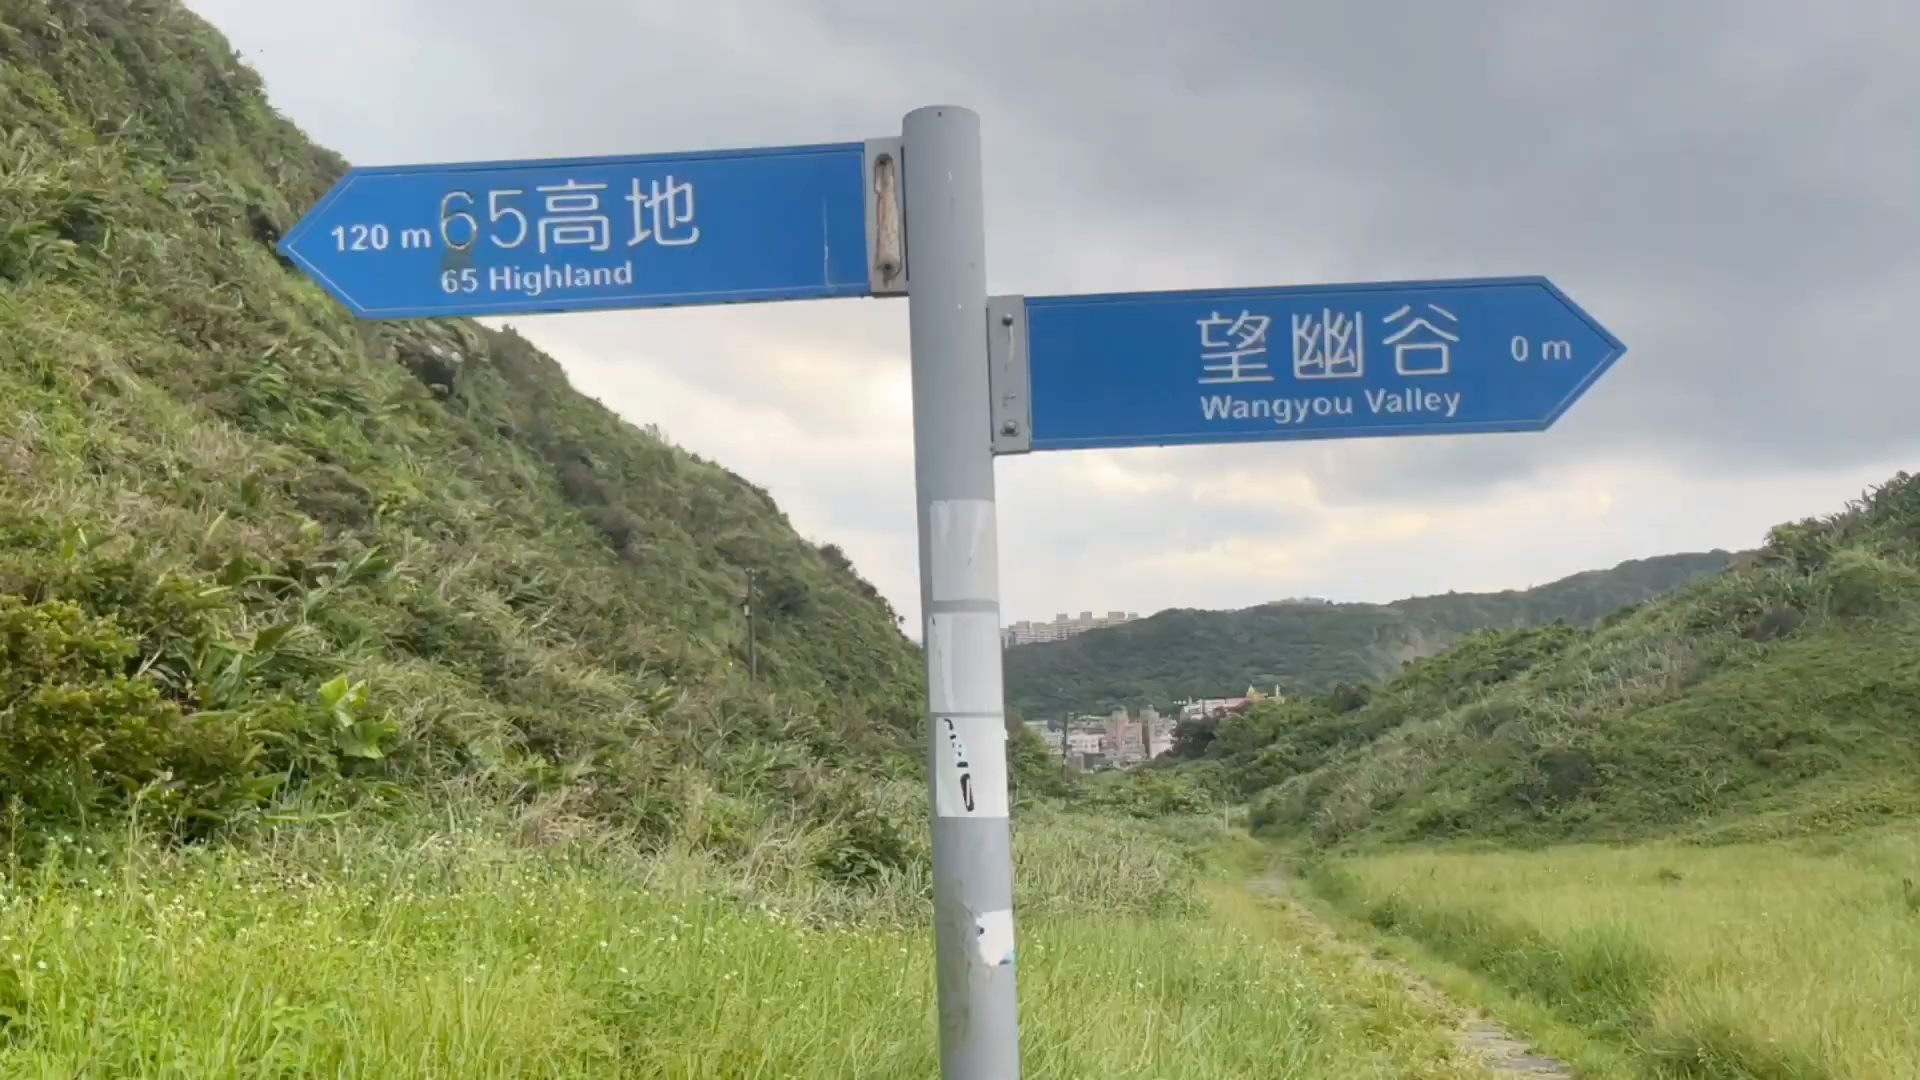 120 m 65高地
65 Highland
望幽谷 0 m
Wangyou Valley